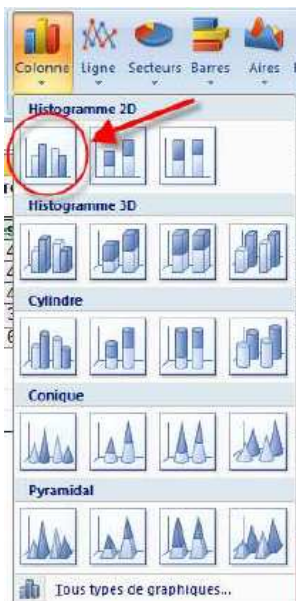 Colonne Ligne Secteurs Barres Aires
Histogramme 2D
Histogramme 3D
Cylindre
Conique
Pyramidal
Tous types de graphiques...